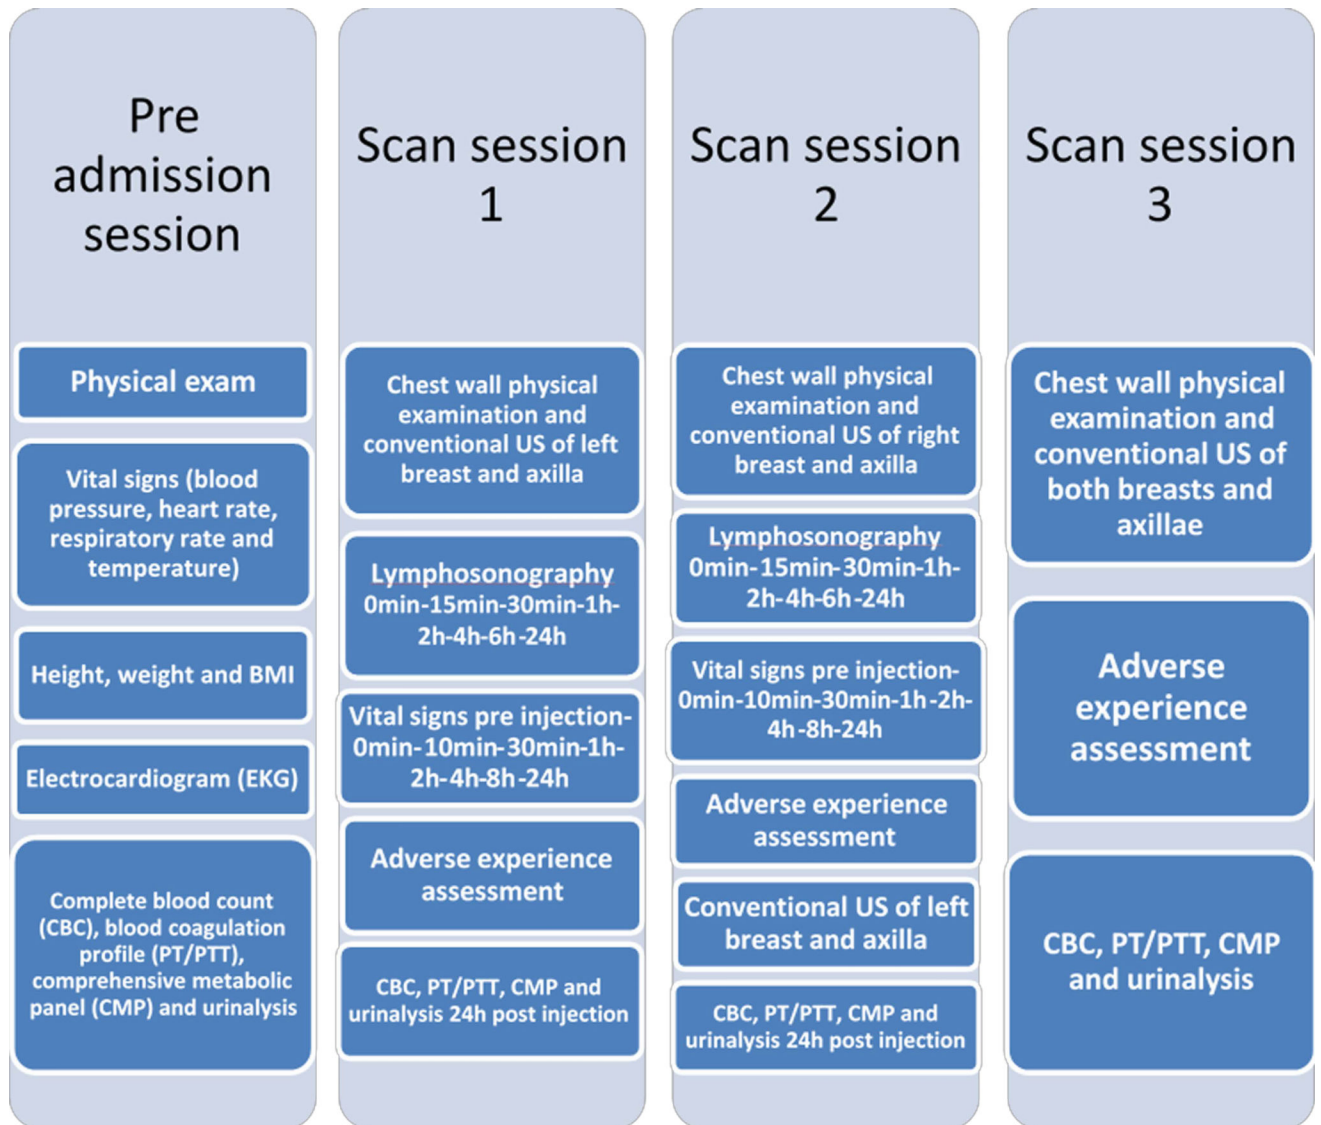 Pre
admission
session
Physical exam
Vital signs (blood
pressure, heart rate,
respiratory rate and
temperature)
Height, weight and BMI
Electrocardiogram (EKG)
Complete blood count
(CBC), blood coagulation
profile (PT/PTT),
comprehensive metabolic
panel (CMP) and urinalysis
Scan session
1
Chest wall physical
examination and
conventional US of left
breast and axilla
Lymphosonography
0min-15min-30min-1h-
2h-4h-6h-24h
Vital signs pre injection-
0min-10min-30min-1h-
2h-4h-8h-24h
Adverse experience
assessment
CBC, PT/PTT, CMP and
urinalysis 24h post injection
Scan session
2
Chest wall physical
examination and
conventional US of right
breast and axilla
Lymphosonography
0min-15min-30min-1h-
2h-4h-6h-24h
Vital signs pre injection-
0min-10min-30min-1h-2h-
4h-8h-24h
Adverse experience
assessment
Conventional US of left
breast and axilla
CBC, PT/PTT, CMP and
urinalysis 24h post injection
Scan session
3
Chest wall physical
examination and
conventional US of
both breasts and
axillae
Adverse
experience
assessment
CBC, PT/PTT, CMP
and urinalysis